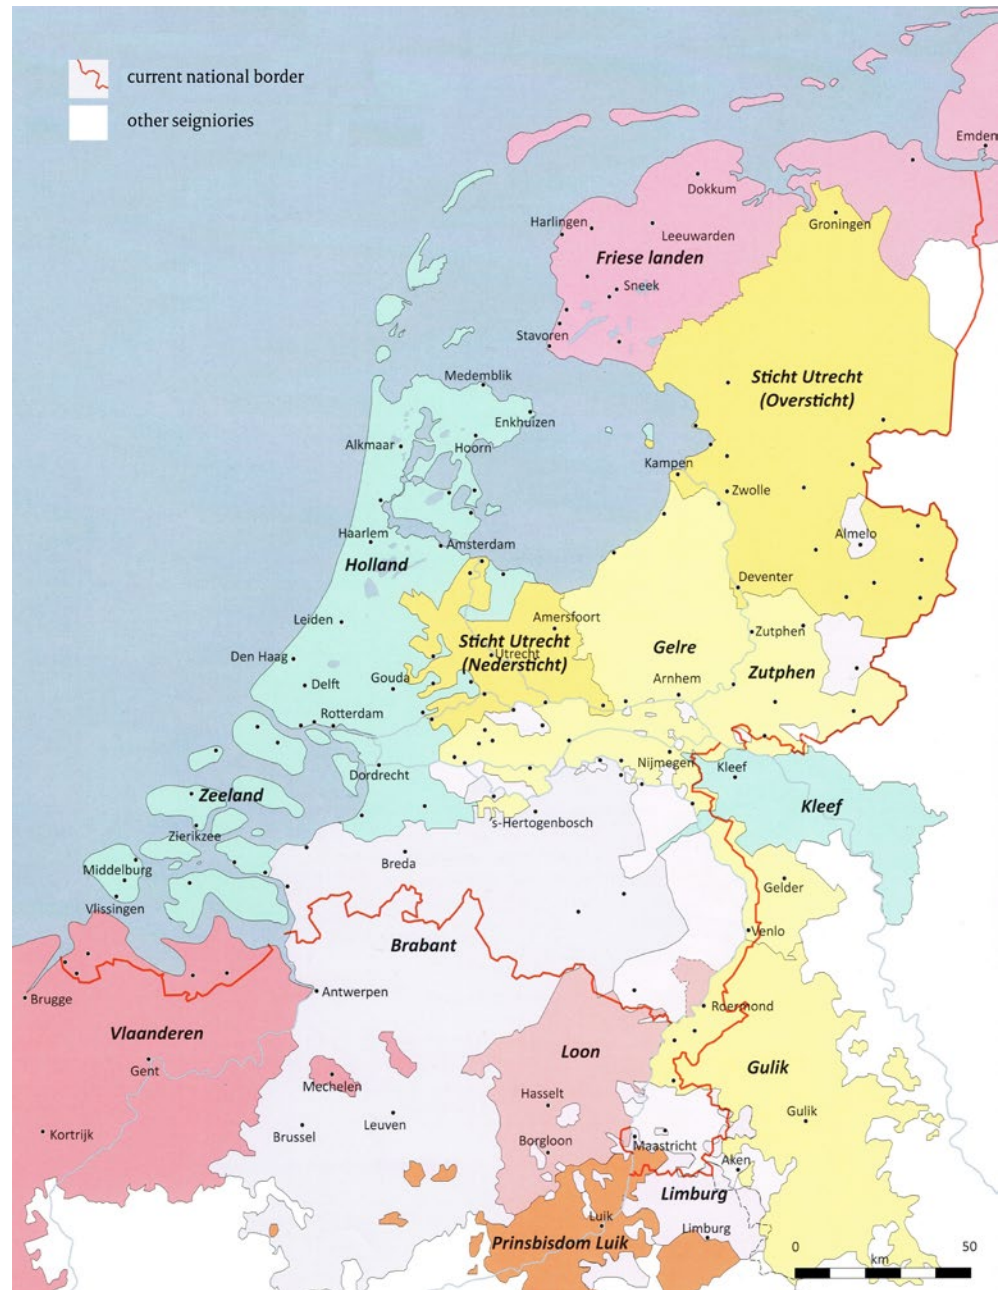 current national border
other seigniories
Emden
Dokkum
Groningen
Harlingen
Leeuwarden
Friese landen
Sneek
Stavoren
Sticht Utrecht
(Oversticht)
Medemblik
Enkhuizen
Alkmaar
Hoorn
Kampen
Zwolle
Haarlem
Amsterdam
Almelo
Holland
Deventer
Leiden
Amersfoort
Sticht Utrecht
(Nedersticht)
Utrecht
Gelre
Zutphen
Den Haag
Delft
Gouda
Arnhem
Zutphen
Rotterdam
Dordrecht
Nijmegen
Kleef
Zeeland
Kleef
Zierikzee
's-Hertogenbosch
Middelburg
Breda
Vlissingen
Gelder
Venlo
Brabant
Brugge
Antwerpen
Roermond
Vlaanderen
Loon
Gulik
Gent
Mechelen
Hasselt
Kortrijk
Brussel
Leuven
Borgloon
Maastricht
Gulik
Aken
Limburg
Luik
Limburg
Prinsbisdom Luik
0 50
km